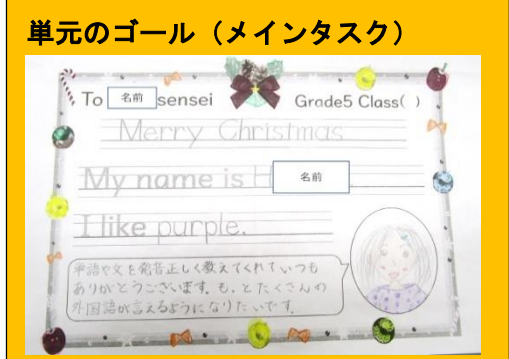 単元のゴール（メインタスク）
To 名前 sensei Grade5 Class( )
Merry Christmas
My name is H 名前
I like purple.
単語や文を発音正しく教えてくれていつも
ありがとうございます。もっとたくさんの
外国語が言えるようになりたいです。